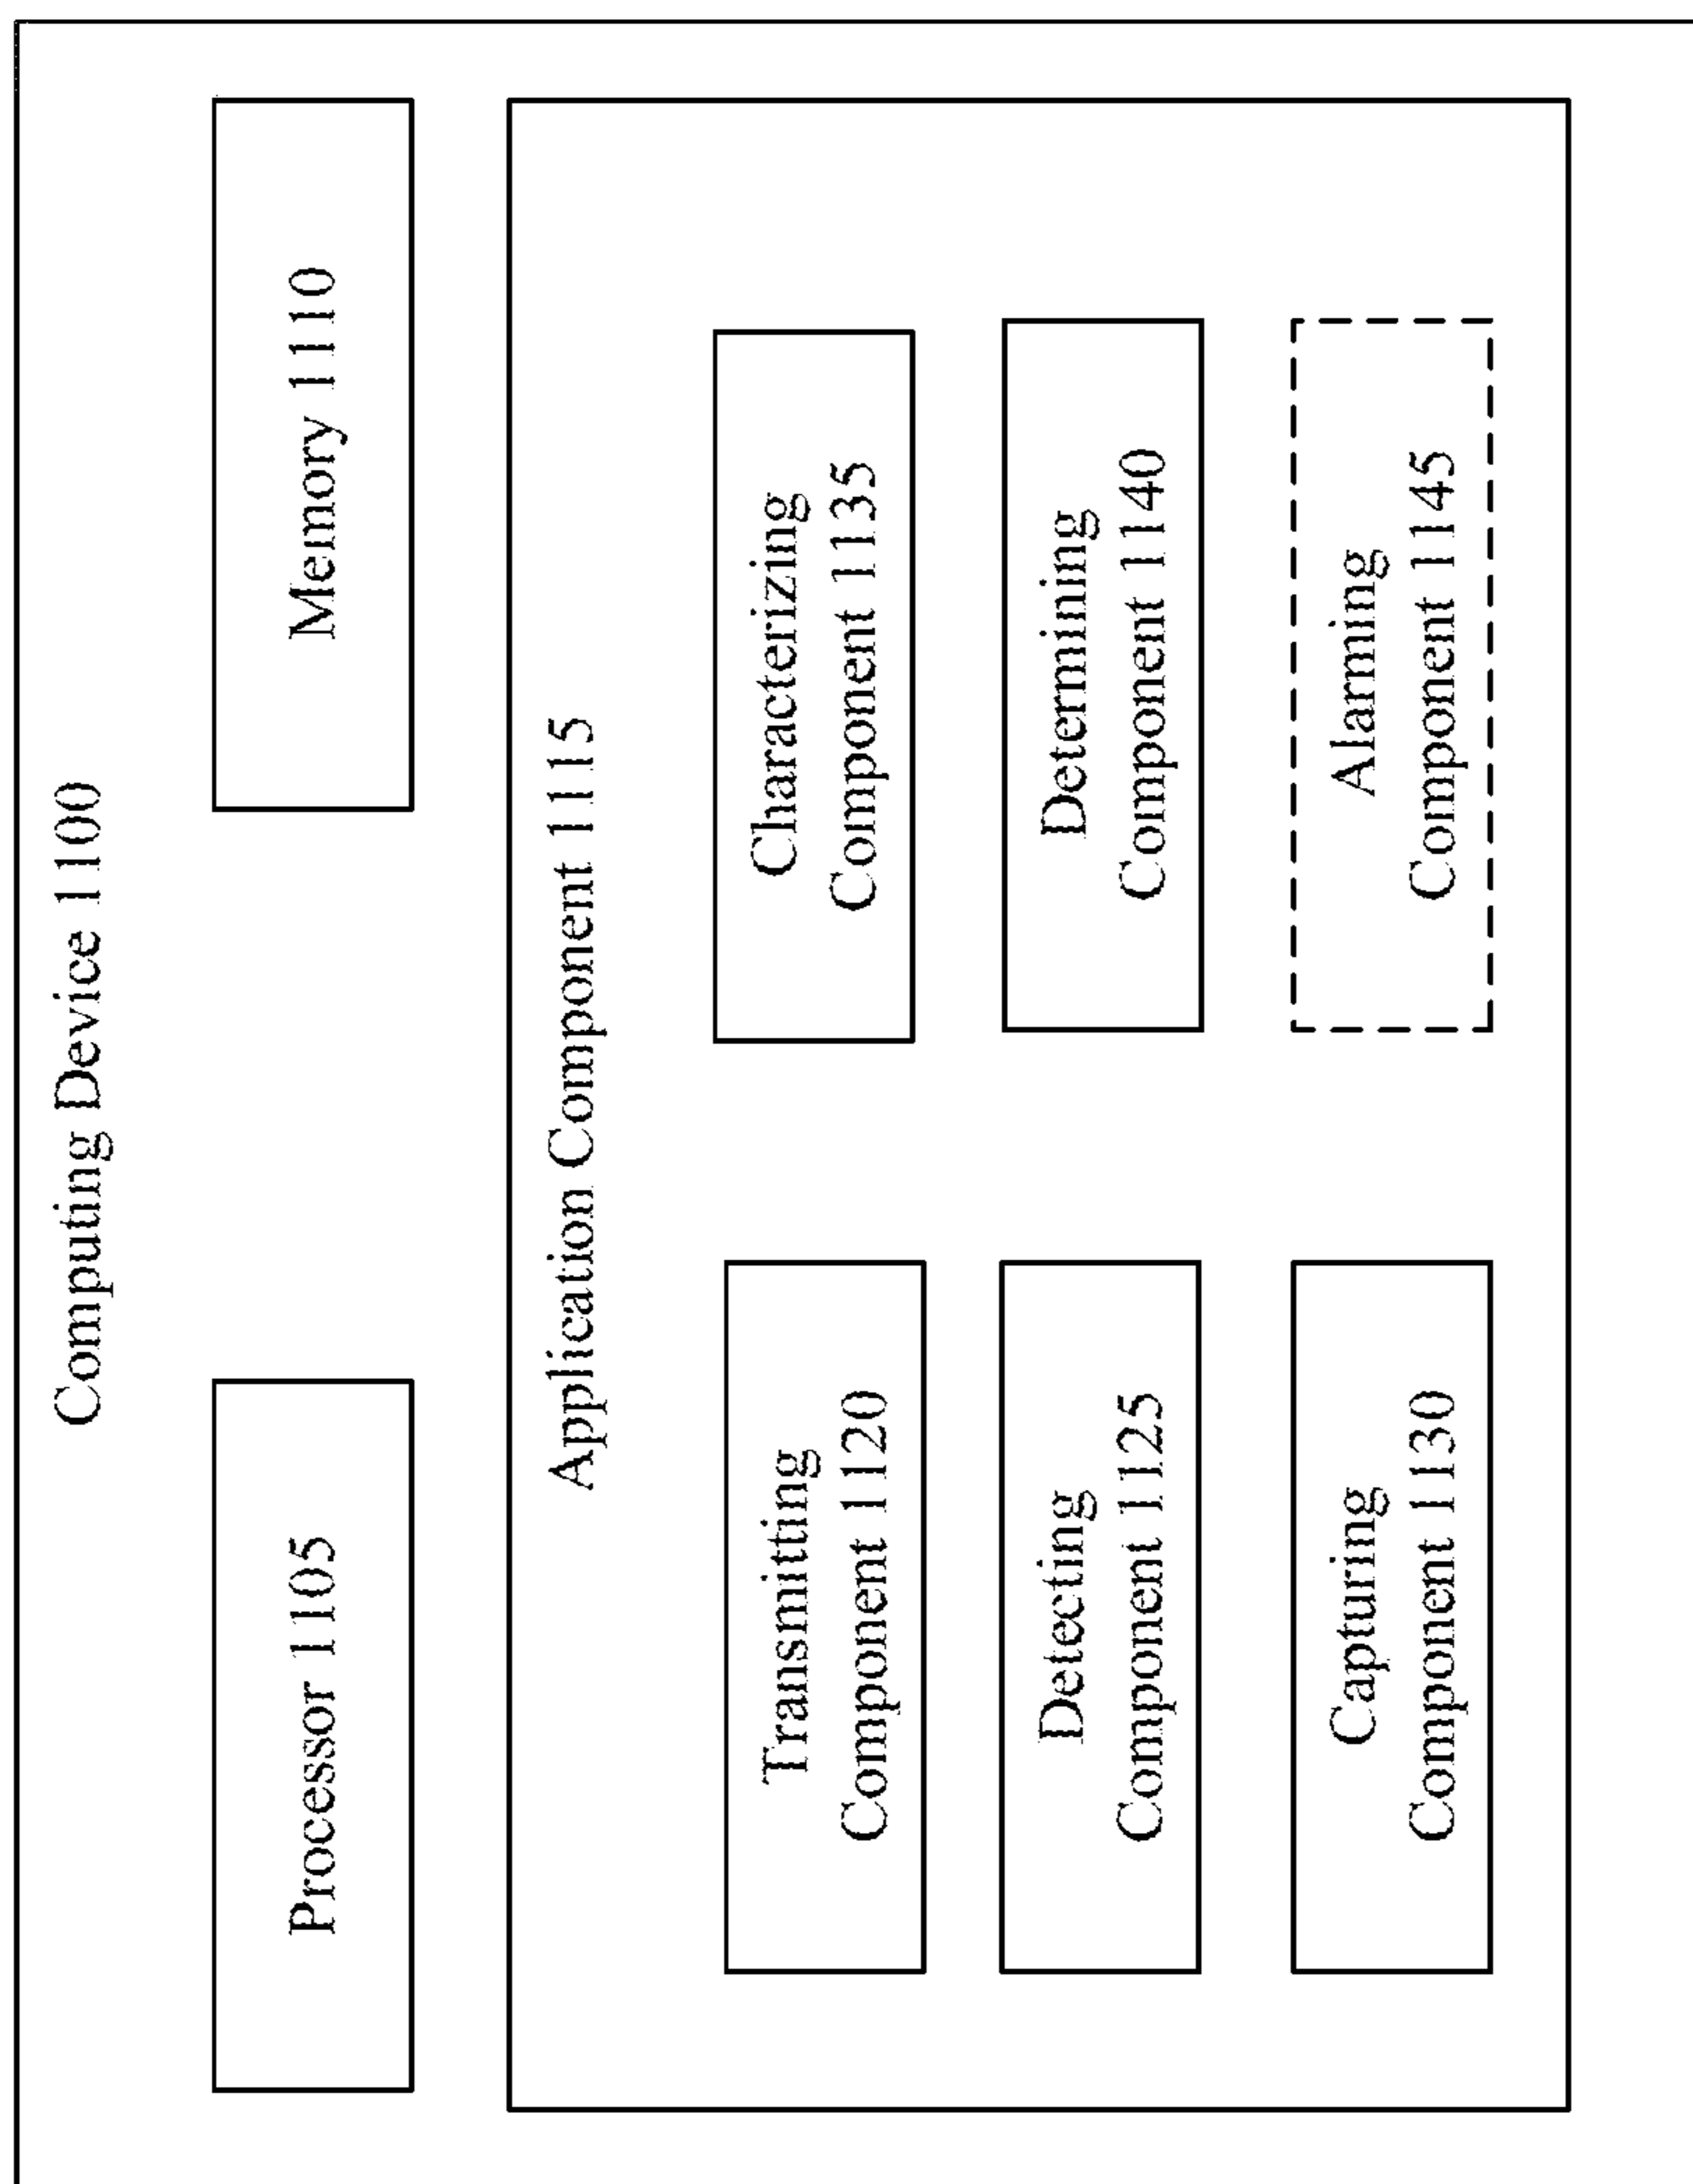 Computing Device 1100
Processor 1105
Memory 1110
Application Component 1115
Transmitting
Component 1120
Characterizing
Component 1135
Detecting
Component 1125
Determining
Component 1140
Capturing
Component 1130
Alarming
Component 1145